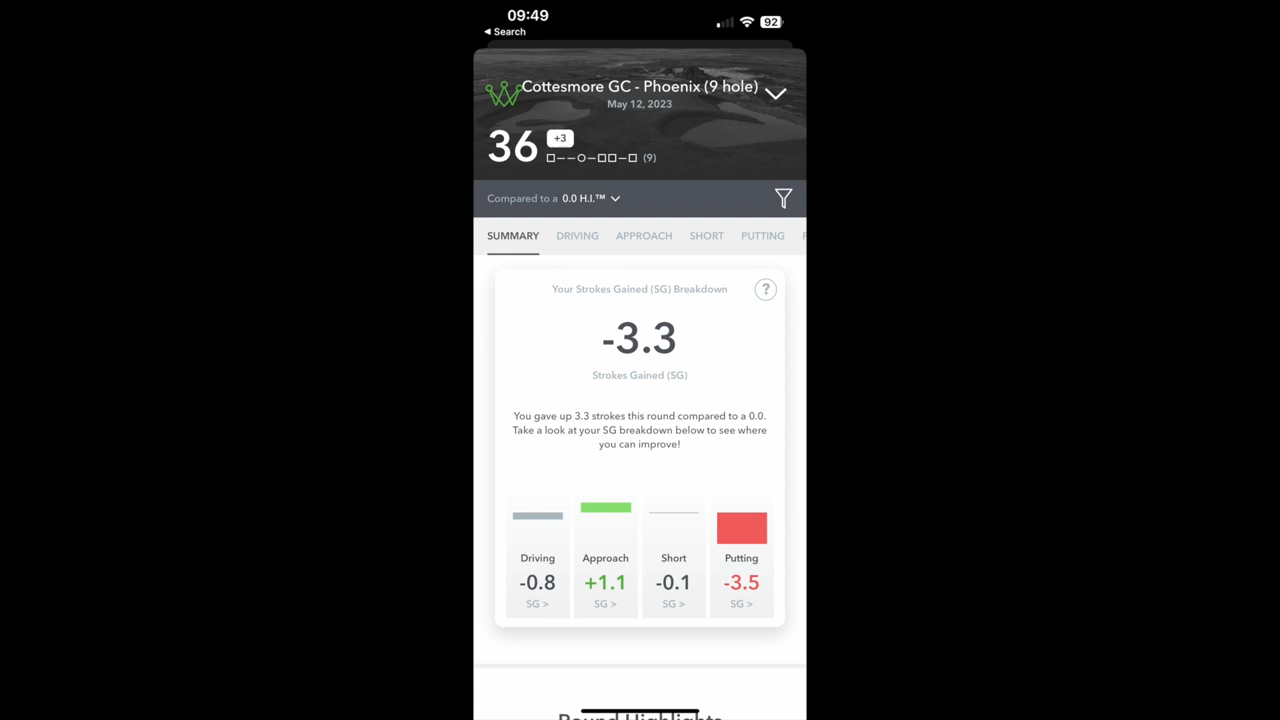 09:49
92
◀ Search
Cottesmore GC - Phoenix (9 hole)
May 12, 2023
36 +3
(9)
Compared to a 0.0 H.I.™
SUMMARY DRIVING APPROACH SHORT PUTTING
Your Strokes Gained (SG) Breakdown ?
-3.3
Strokes Gained (SG)
You gave up 3.3 strokes this round compared to a 0.0.
Take a look at your SG breakdown below to see where
you can improve!
Driving Approach Short Putting
-0.8 +1.1 -0.1 -3.5
SG > SG > SG > SG >
Round Highlights